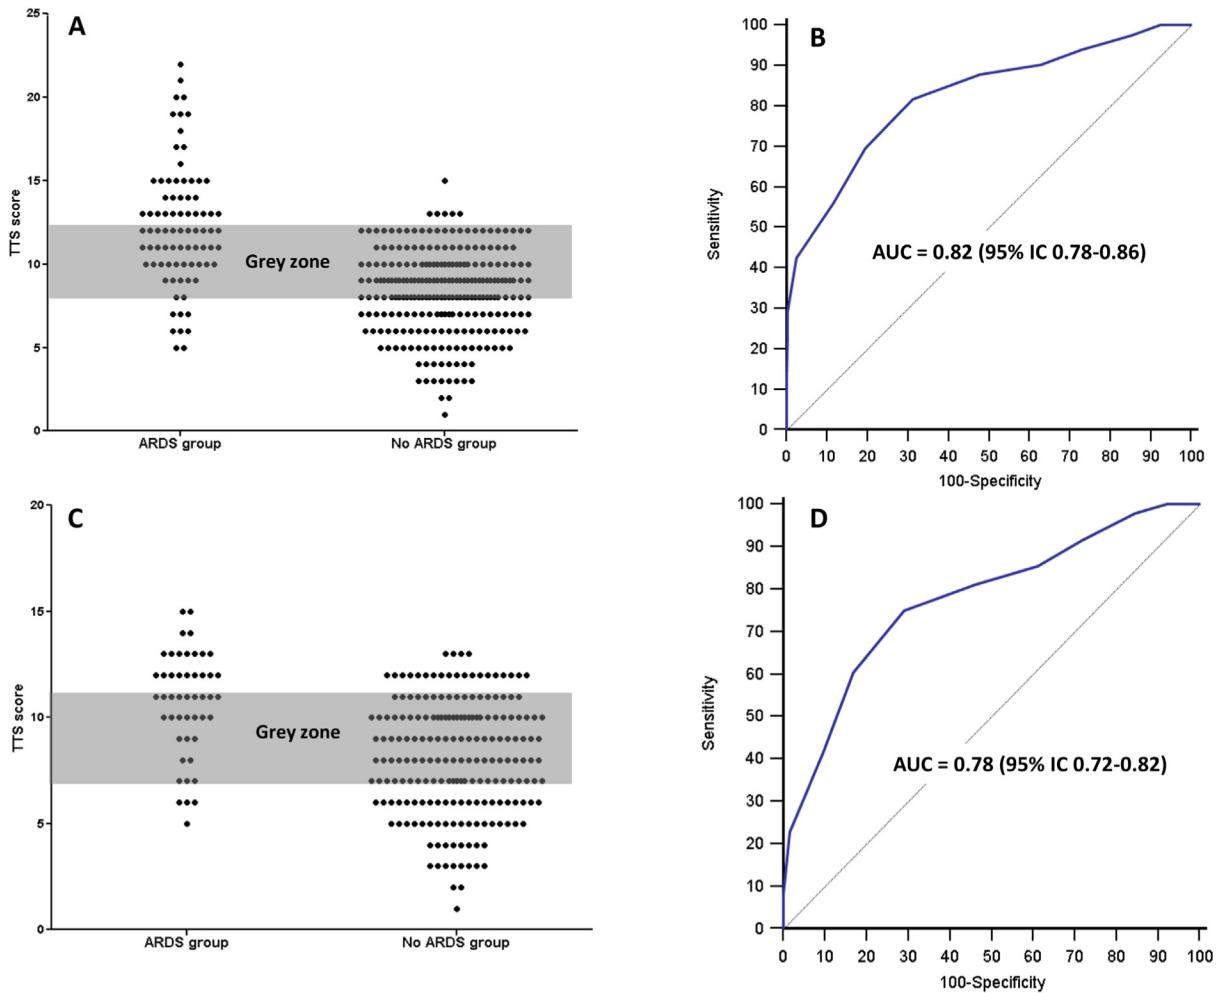 A
TTS score
25
20
15
10
5
0
Grey zone
ARDS group
No ARDS group
B
Sensitivity
100
90
80
70
60
50
40
30
20
10
0
AUC = 0.82 (95% IC 0.78-0.86)
0 10 20 30 40 50 60 70 80 90 100
100-Specificity
C
TTS score
20
15
10
5
0
Grey zone
ARDS group
No ARDS group
D
Sensitivity
100
90
80
70
60
50
40
30
20
10
0
AUC = 0.78 (95% IC 0.72-0.82)
0 10 20 30 40 50 60 70 80 90 100
100-Specificity